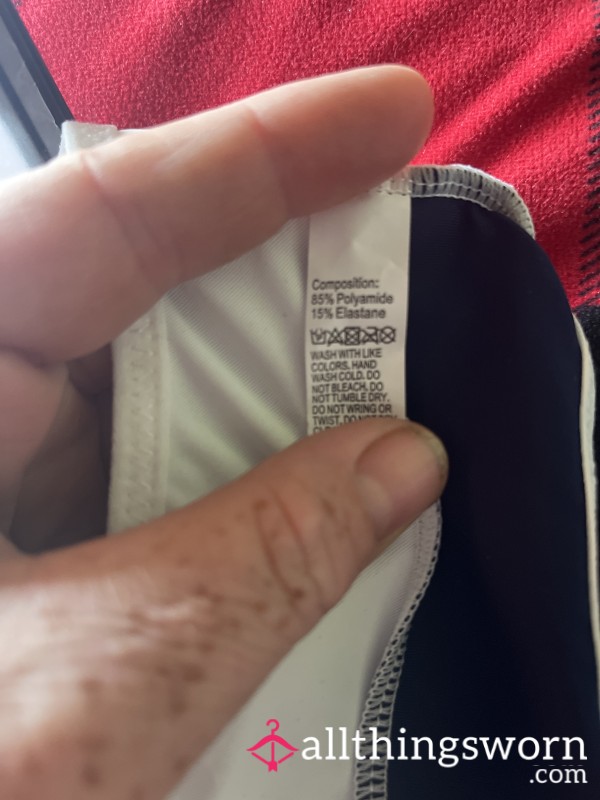 Composition:
85% Polyamide
15% Elastane
WASH WITH LIKE
COLORS. HAND
WASH COLD. DO
NOT BLEACH. DO
NOT TUMBLE DRY.
DO NOT WRING OR
TWIST. DO NOT DRY
allthingsworn
.com